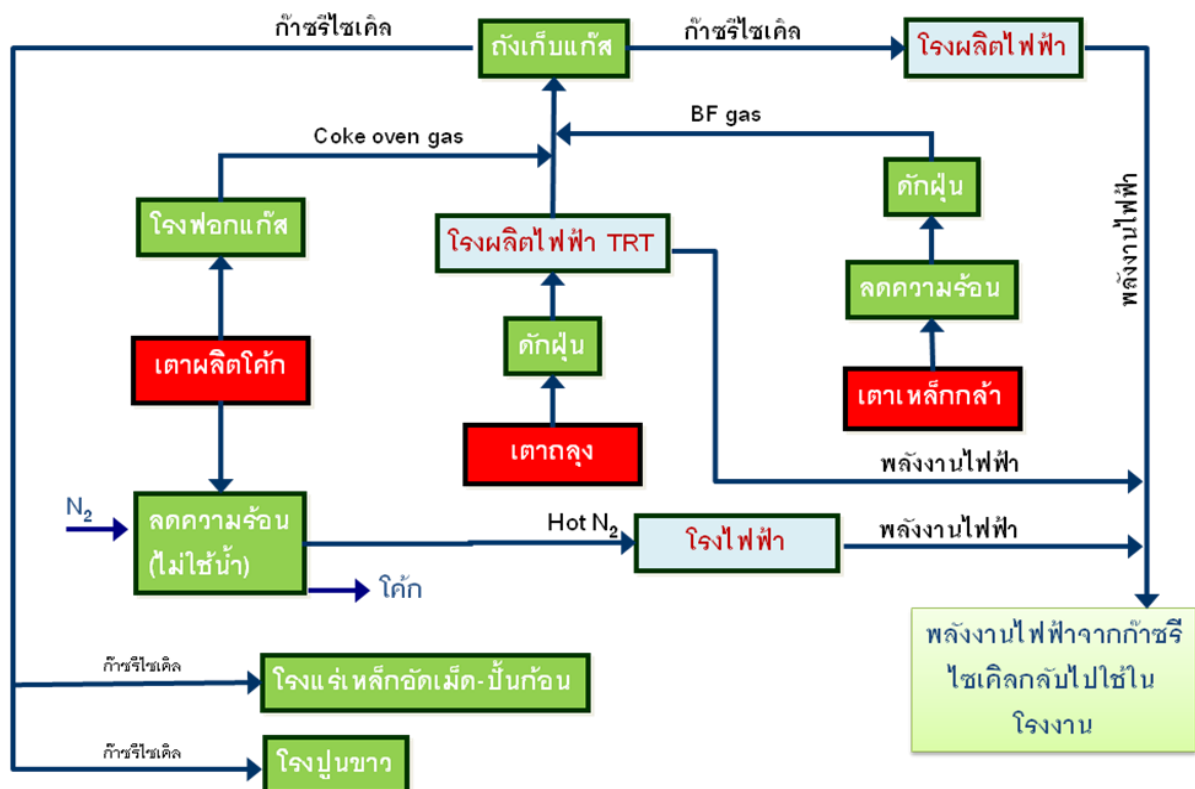 ก๊าซรีไซเคิล
ถังเก็บแก๊ส
ก๊าซรีไซเคิล
โรงผลิตไฟฟ้า
Coke oven gas
BF gas
โรงฟอกแก๊ส
ดักฝุ่น
พลังงานไฟฟ้า
โรงผลิตไฟฟ้า TRT
ลดความร้อน
เตาผลิตโค้ก
ดักฝุ่น
เตาเหล็กกล้า
เตาถลุง
พลังงานไฟฟ้า
N2
ลดความร้อน
(ไม่ใช้น้ำ)
Hot N2
โรงไฟฟ้า
พลังงานไฟฟ้า
โค้ก
พลังงานไฟฟ้าจากก๊าซรี
ไซเคิลกลับไปใช้ใน
โรงงาน
ก๊าซรีไซเคิล
โรงแร่เหล็กอัดเม็ด-ปั้นก้อน
ก๊าซรีไซเคิล
โรงปูนขาว